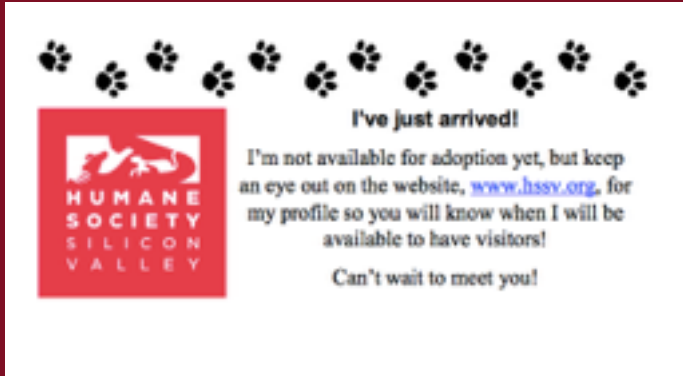 I've just arrived!
I'm not available for adoption yet, but keep
an eye out on the website, www.hssv.org, for
my profile so you will know when I will be
available to have visitors!
Can't wait to meet you!
HUMANE
SOCIETY
SILICON
VALLEY